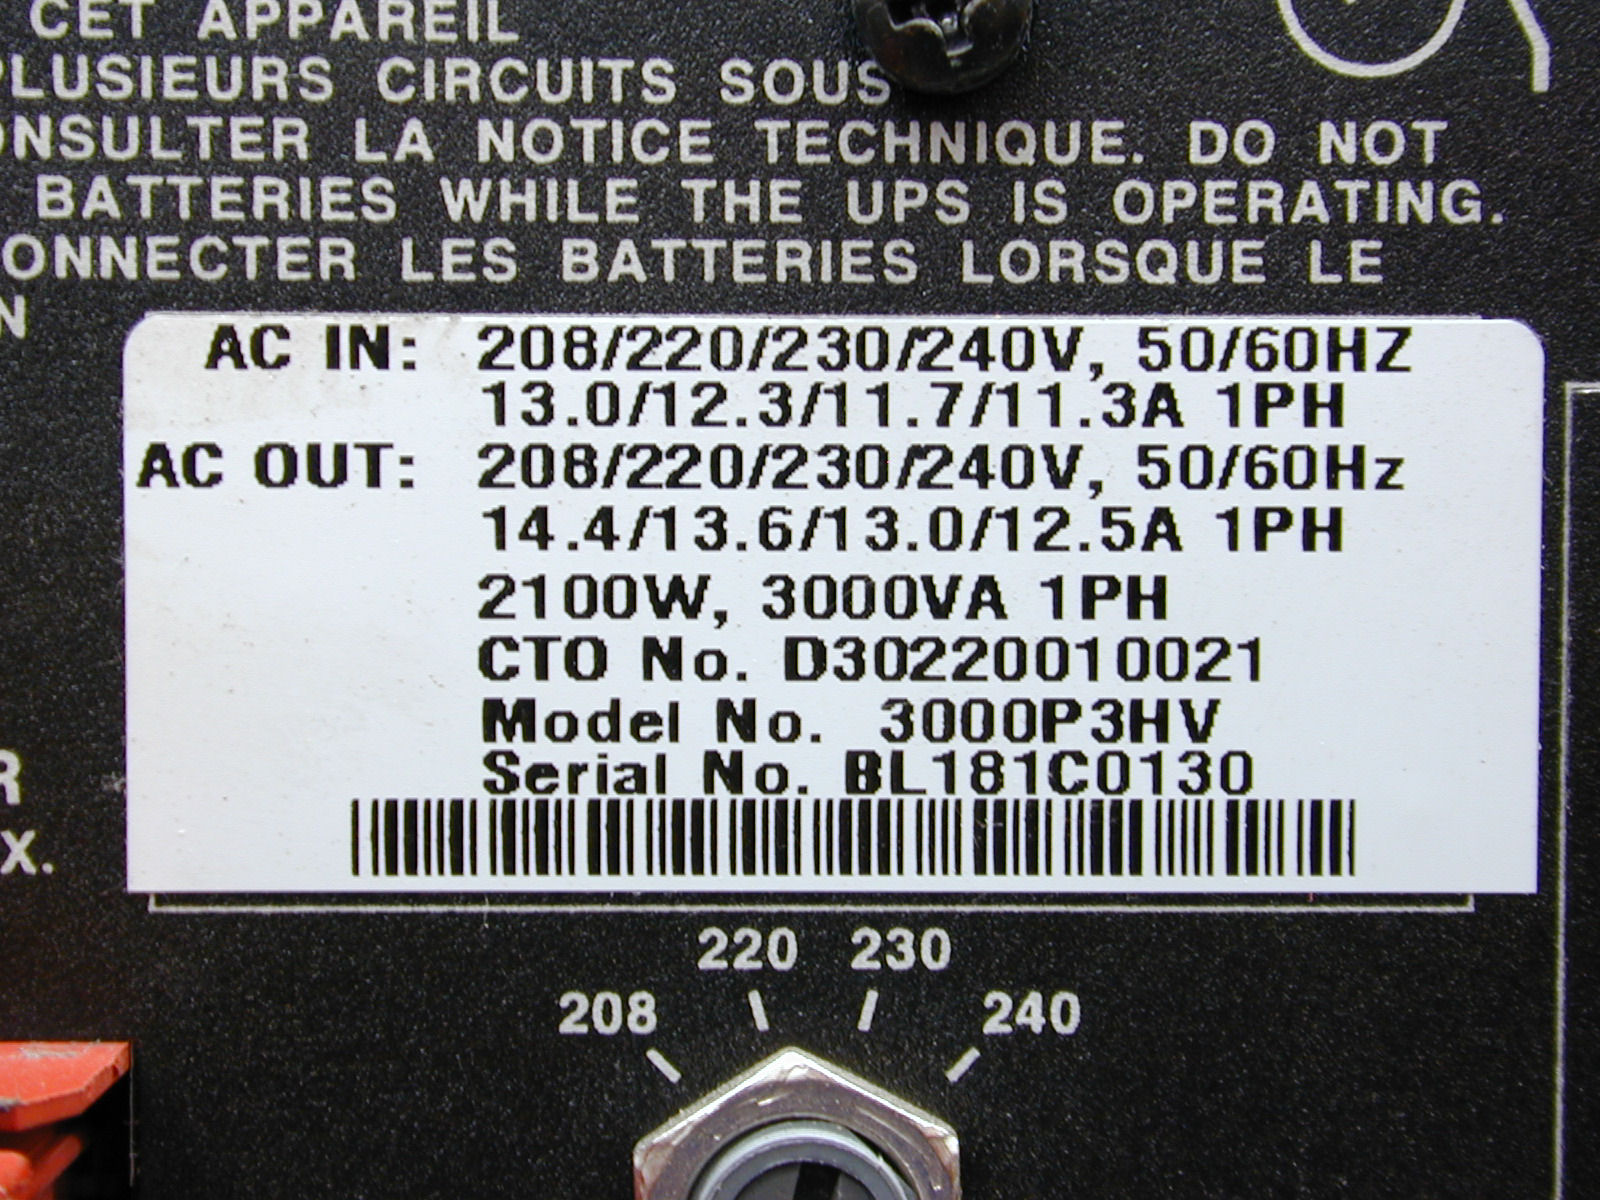 CET APPAREIL
PLUSIEURS CIRCUITS SOUS
ONSULTER LA NOTICE TECHNIQUE. DO NOT
BATTERIES WHILE THE UPS IS OPERATING.
ONNECTER LES BATTERIES LORSQUE LE
N
AC IN: 208/220/230/240V, 50/60HZ
13.0/12.3/11.7/11.3A 1PH
AC OUT: 208/220/230/240V, 50/60Hz
14.4/13.6/13.0/12.5A 1PH
2100W, 3000VA 1PH
CTO No. D30220010021
Model No. 3000P3HV
Serial No. BL181C0130
R
X.
220 230
208 240